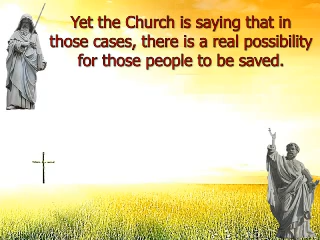 Yet the Church is saying that in
those cases, there is a real possibility
for those people to be saved.